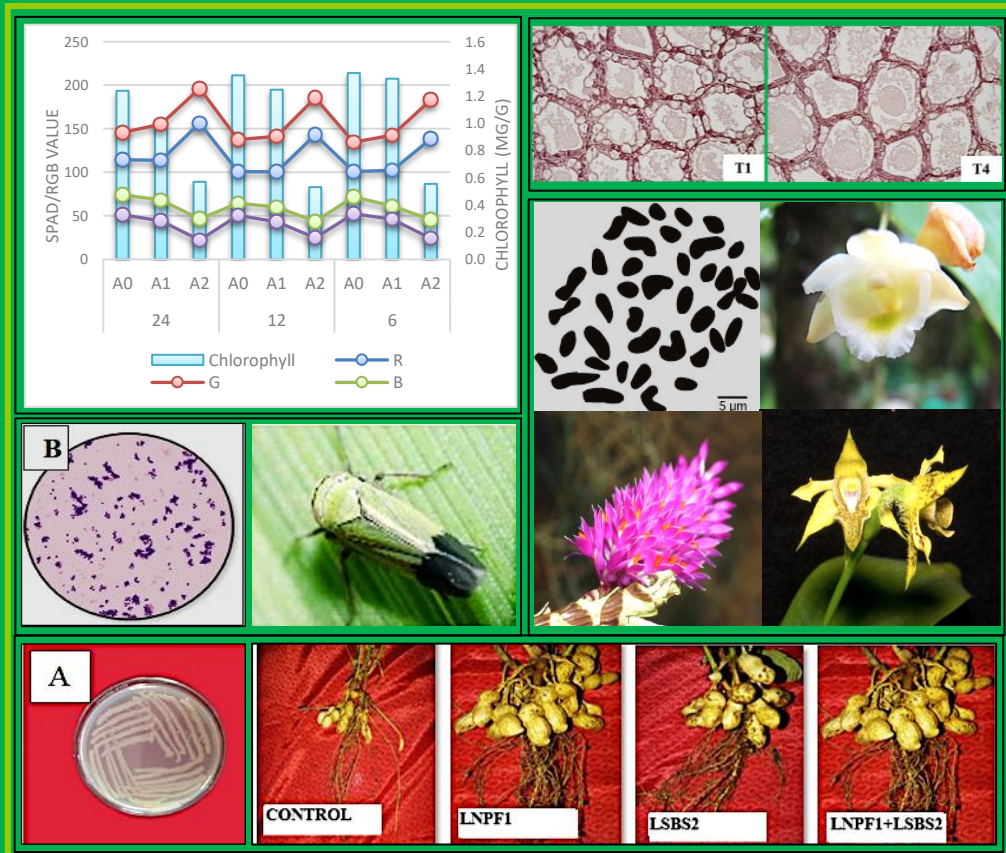 250
200
150
100
50
0
SPAD/RGB VALUE
1.6
1.4
1.2
1.0
0.8
0.6
0.4
0.2
0.0
CHLOROPHYLL (MG/G)
A0 A1 A2 A0 A1 A2 A0 A1 A2
24 12 6
Chlorophyll R
G B
T1 T4
5 µm
B
A
CONTROL LNPF1 LSBS2 LNPF1+LSBS2